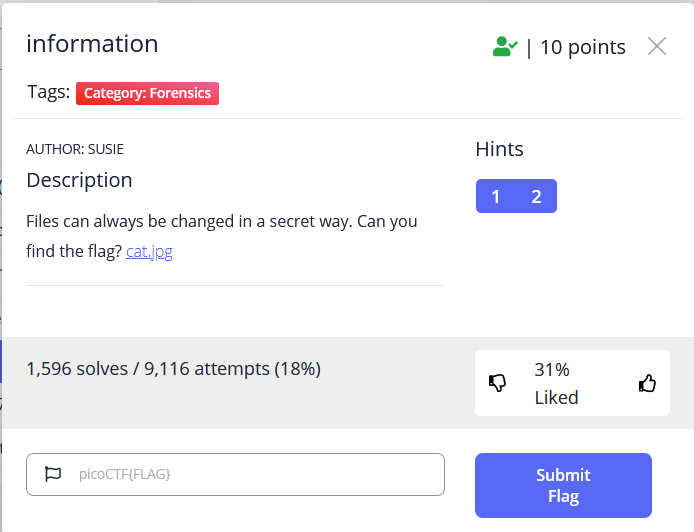 information
| 10 points
Tags: Category: Forensics
AUTHOR: SUSIE
Description
Files can always be changed in a secret way. Can you
find the flag? cat.jpg
Hints
1 2
1,596 solves / 9,116 attempts (18%)
31%
Liked
picoCTF{FLAG}
Submit
Flag